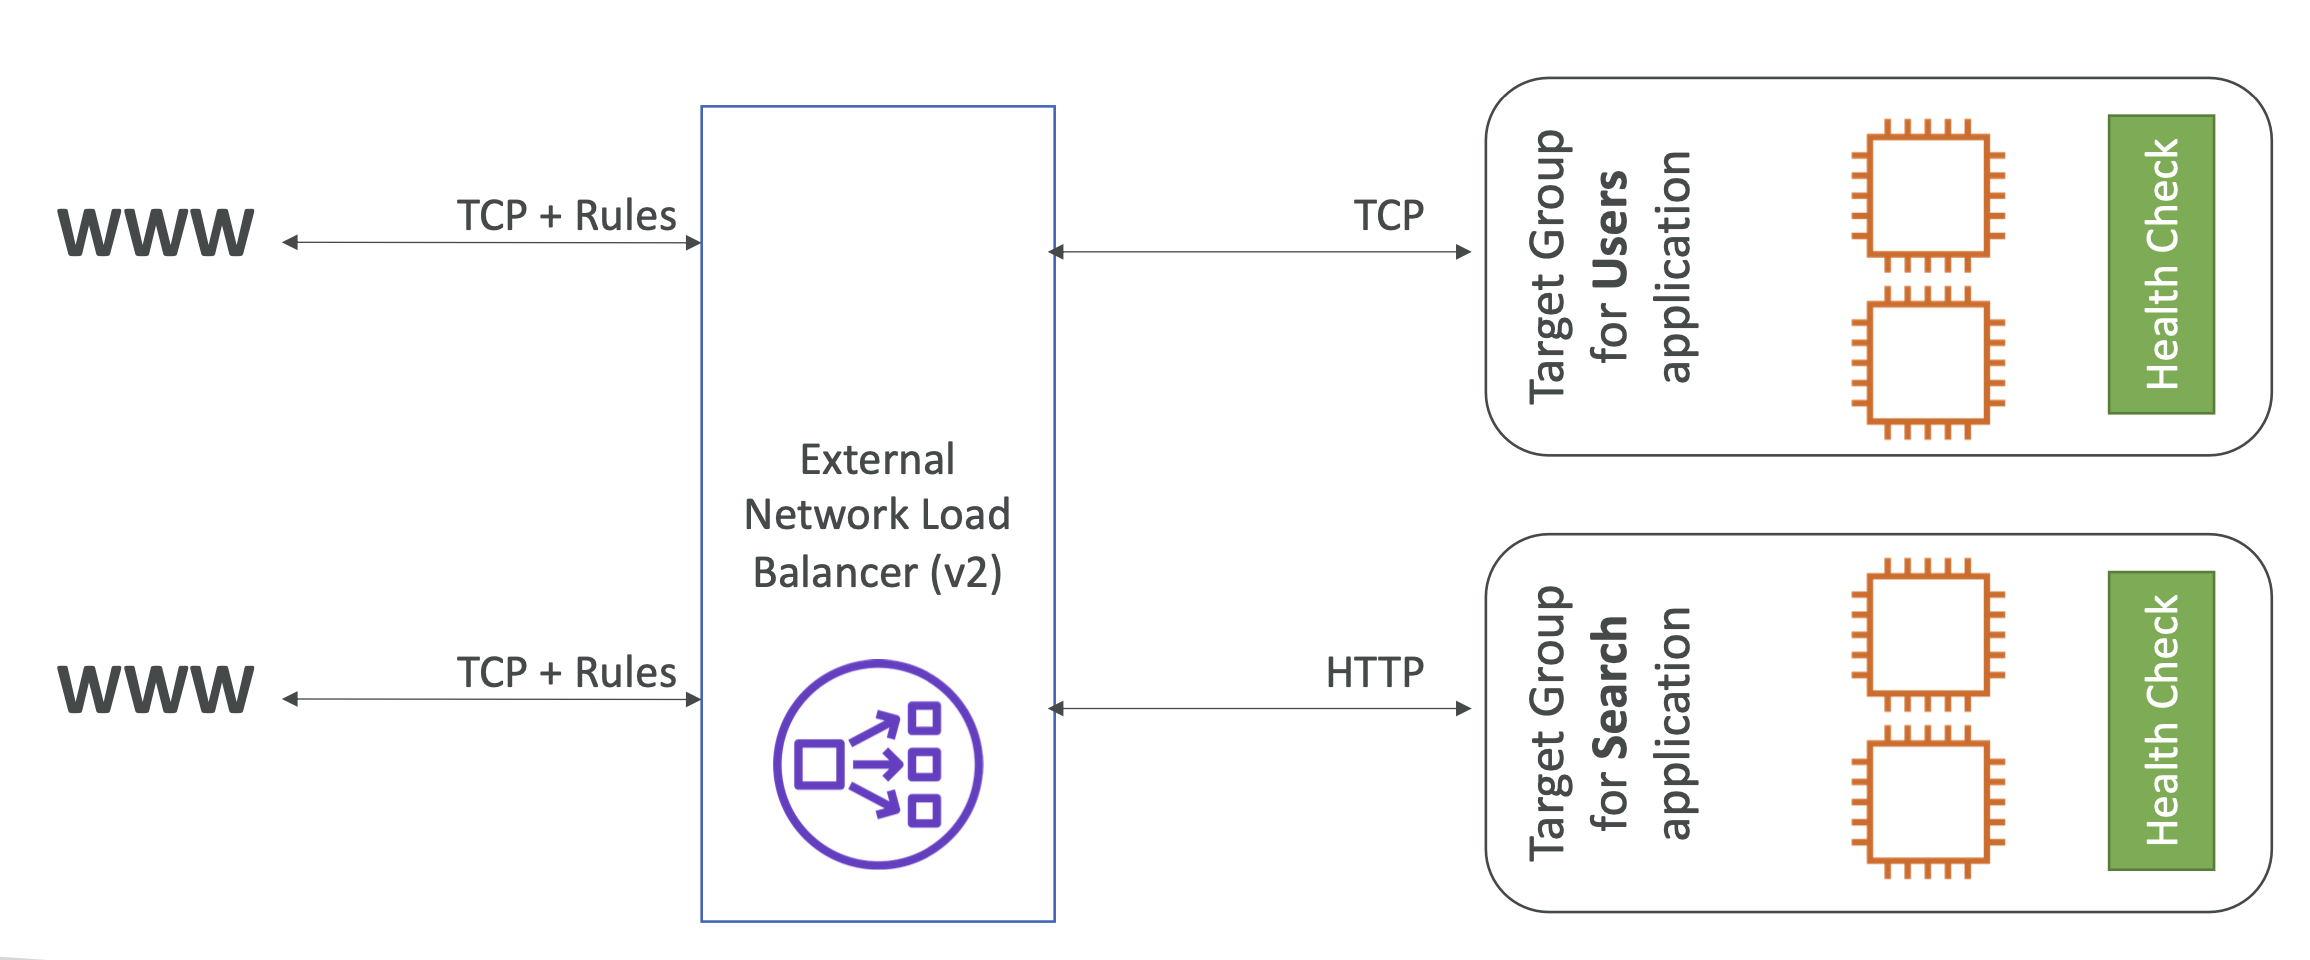 WWW
TCP + Rules
TCP
Target Group
for Users
application
Health Check
External
Network Load
Balancer (v2)
WWW
TCP + Rules
HTTP
Target Group
for Search
application
Health Check